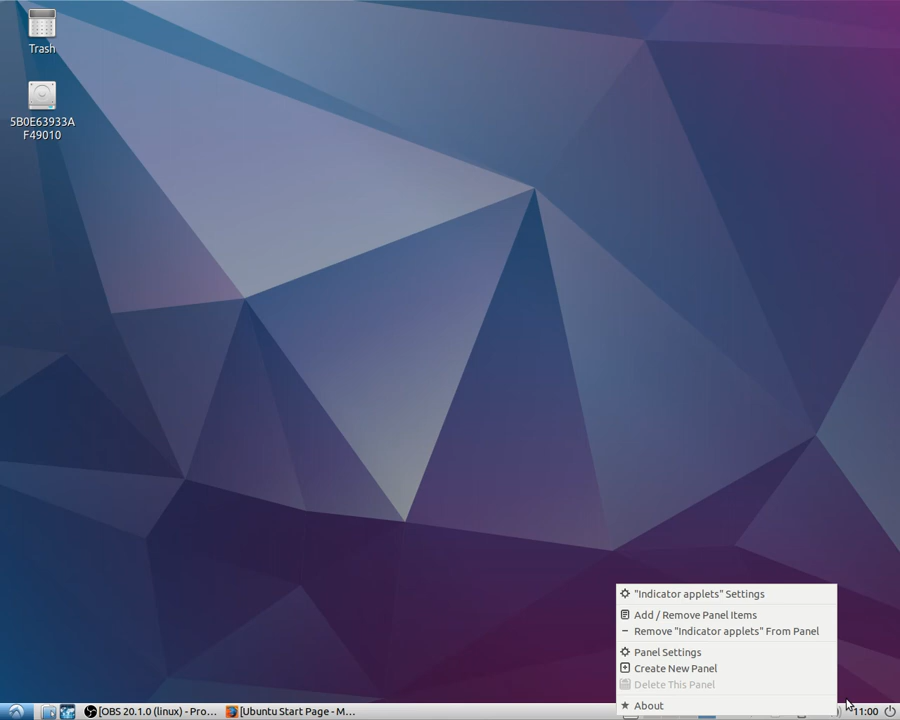 Trash
5B0E63933A
F49010
"Indicator applets" Settings
Add / Remove Panel Items
Remove "Indicator applets" From Panel
Panel Settings
Create New Panel
Delete This Panel
About
[OBS 20.1.0 (linux) - Pro...
[Ubuntu Start Page - M...
11:00